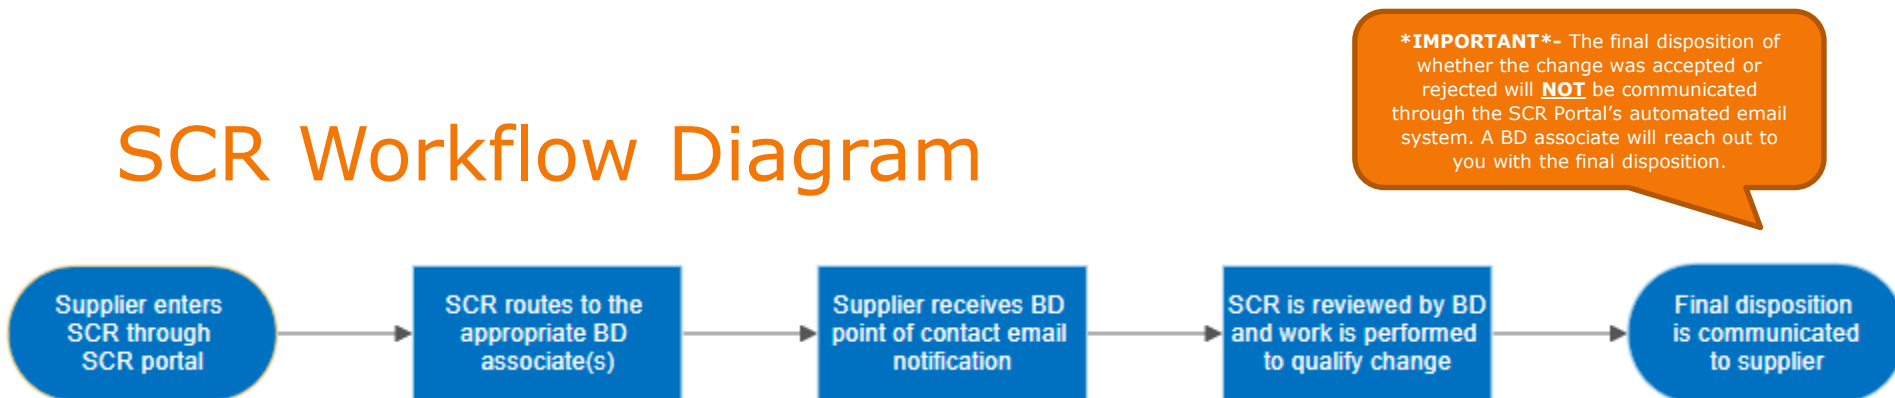 *IMPORTANT*- The final disposition of
whether the change was accepted or
rejected will NOT be communicated
through the SCR Portal's automated email
system. A BD associate will reach out to
you with the final disposition.
SCR Workflow Diagram
Supplier enters
SCR through
SCR portal
SCR routes to the
appropriate BD
associate(s)
Supplier receives BD
point of contact email
notification
SCR is reviewed by BD
and work is performed
to qualify change
Final disposition
is communicated
to supplier